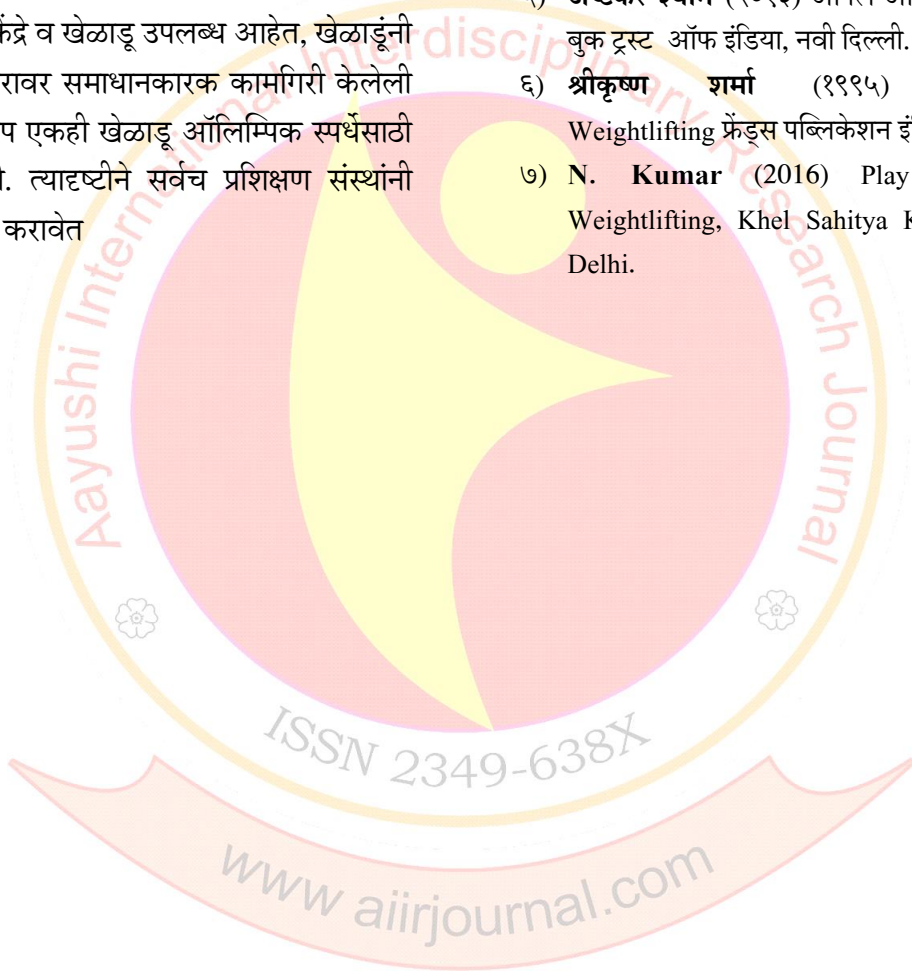 केंद्रे व खेळाडू उपलब्ध आहेत, खेळाडूंनी
रावर समाधानकारक कामगिरी केलेली
प एकही खेळाडू ऑलिम्पिक स्पर्धेसाठी
त्यादृष्टीने सर्वच प्रशिक्षण संस्थांनी
करावेत
बुक ट्रस्ट ऑफ इंडिया, नवी दिल्ली.
६) श्रीकृष्ण शर्मा (१९९५)
Weightlifting फ्रेंड्स पब्लिकेशन
७) N. Kumar (2016) Play
Weightlifting, Khel Sahitya K
Delhi.
Aayushi International Interdisciplinary Research Journal
ISSN 2349-638X
www aiirjournal.com